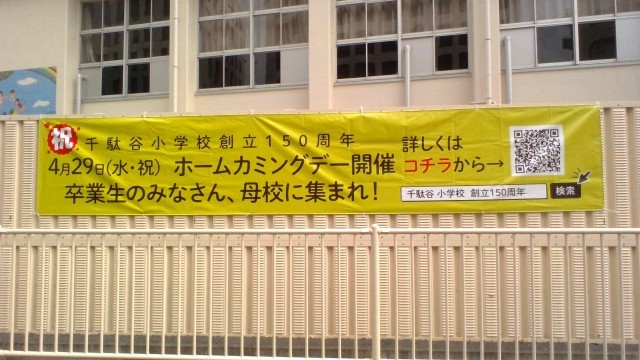 祝 千駄谷小学校創立150周年
4月29日(水・祝) ホームカミングデー開催
卒業生のみなさん、母校に集まれ!
詳しくは
コチラから→
千駄谷小学校 創立150周年 検索